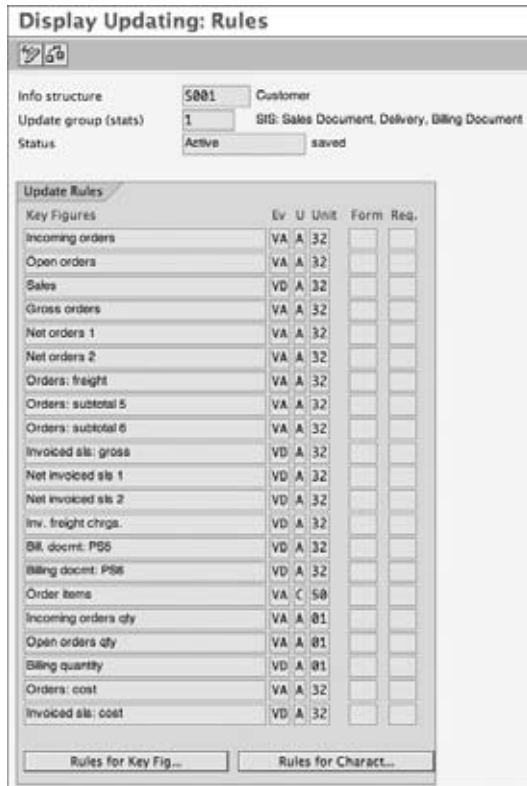 Display Updating: Rules
Info structure S001 Customer
Update group (stats) 1 SIS: Sales Document, Delivery, Billing Document
Status Active saved
Update Rules
Key Figures Ev U Unit Form Req.
Incoming orders VA A 32
Open orders VA A 32
Sales VD A 32
Gross orders VA A 32
Net orders 1 VA A 32
Net orders 2 VA A 32
Orders: freight VA A 32
Orders: subtotal 5 VA A 32
Orders: subtotal 6 VA A 32
Invoiced sls: gross VD A 32
Net invoiced sls 1 VD A 32
Net invoiced sls 2 VD A 32
Inv. freight chrgs. VD A 32
Bill. docmt: PS5 VD A 32
Billing docmt: PS6 VD A 32
Order items VA C 50
Incoming orders qty VA A 01
Open orders qty VA A 01
Billing quantity VD A 01
Orders: cost VA A 32
Invoiced sls: cost VD A 32
Rules for Key Fig... Rules for Charact...